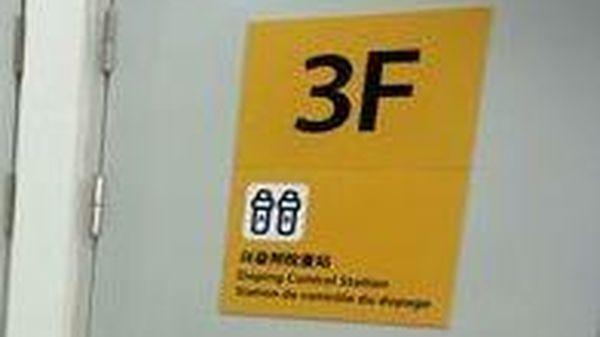 3F
Doping Control Station
Station de contrôle du dopage